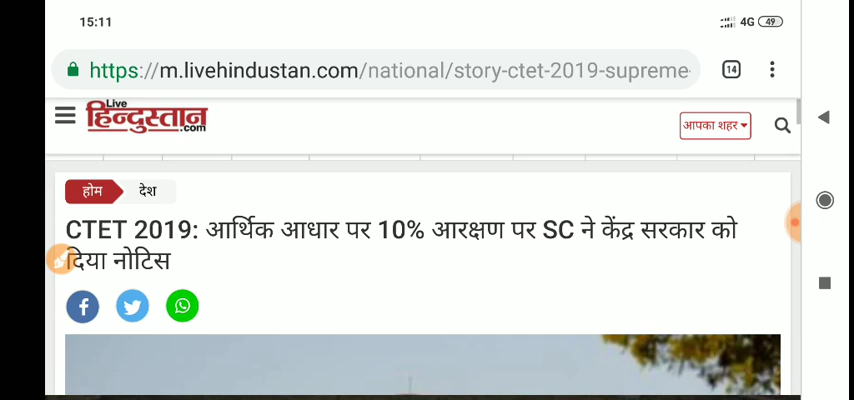 15:11 4G 49
https://m.livehindustan.com/national/story-ctet-2019-supreme- 14
Live
हिन्दुस्तान
.com
आपका शहर
होम देश
CTET 2019: आर्थिक आधार पर 10% आरक्षण पर SC ने केंद्र सरकार को
दिया नोटिस